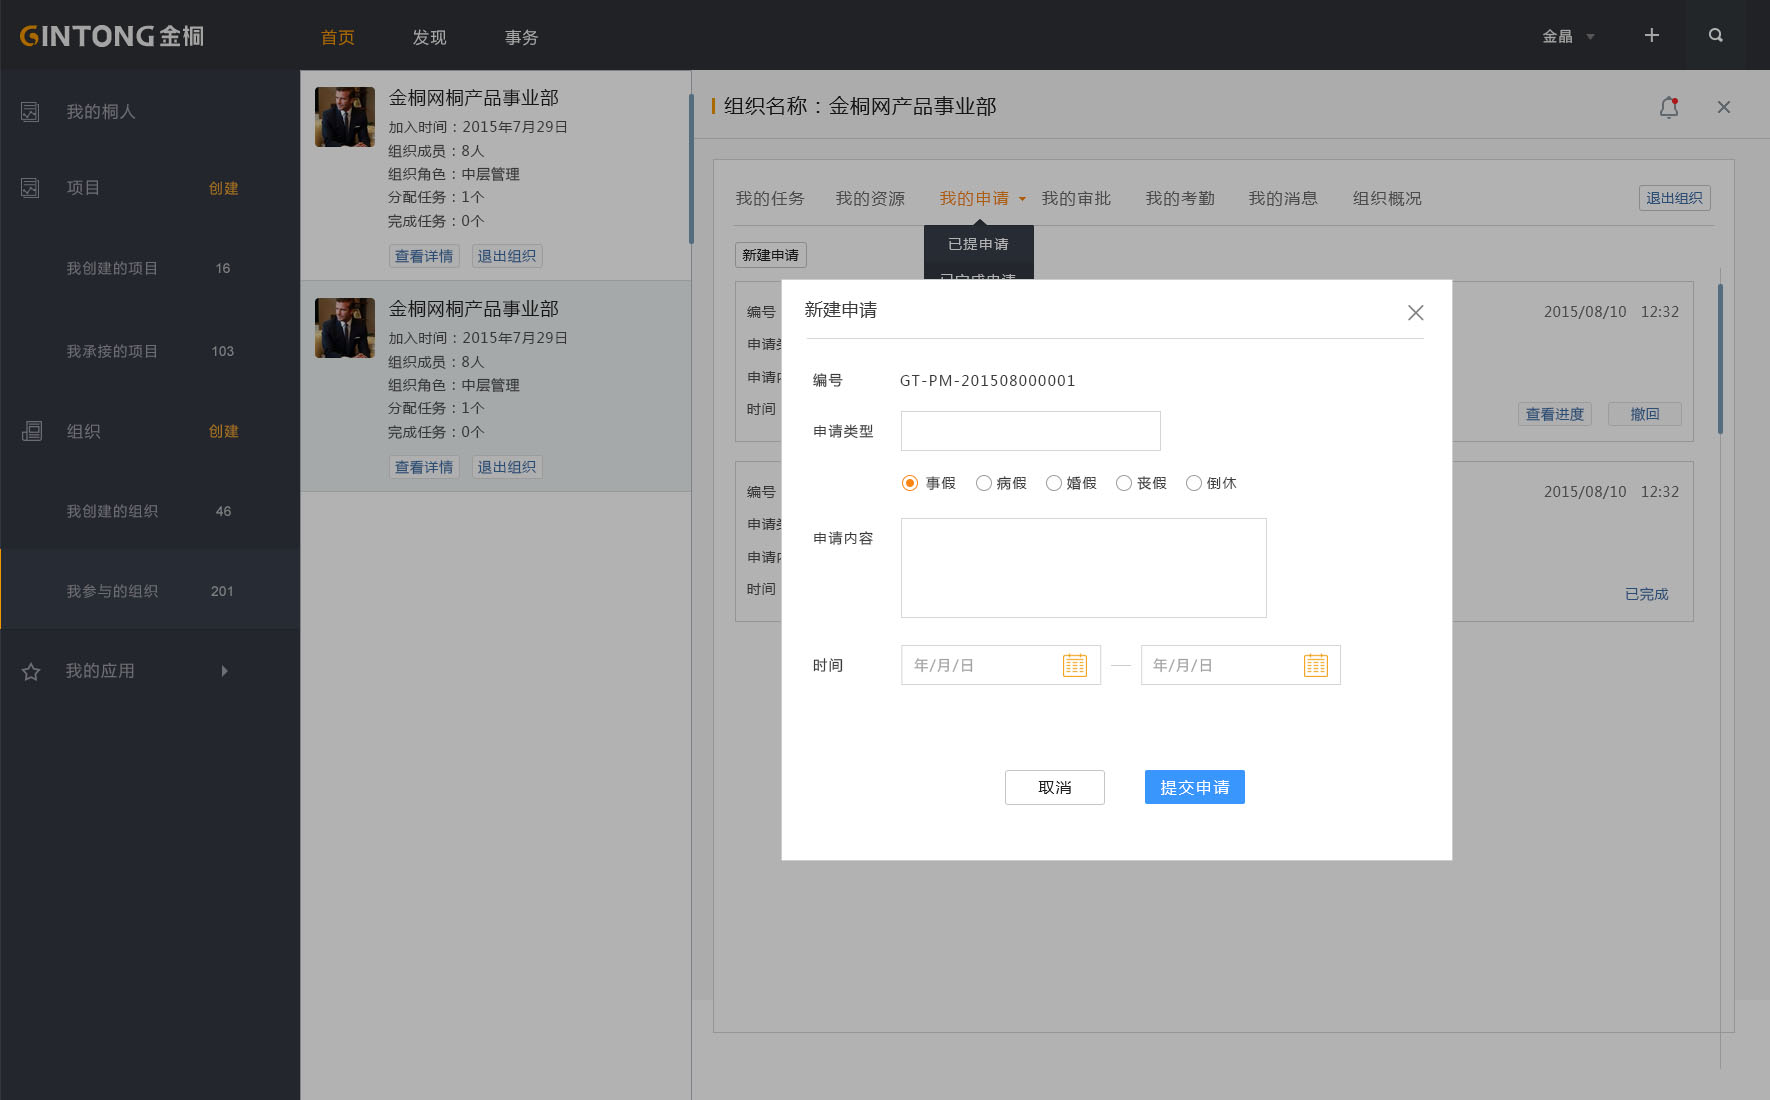 GINTONG金桐
首页
发现
事务
金晶
我的桐人
项目
创建
我创建的项目
16
我承接的项目
103
组织
创建
我创建的组织
46
我参与的组织
201
我的应用
金桐网桐产品事业部
加入时间：2015年7月29日
组织成员：8人
组织角色：中层管理
分配任务：1个
完成任务：0个
查看详情
退出组织
金桐网桐产品事业部
加入时间：2015年7月29日
组织成员：8人
组织角色：中层管理
分配任务：1个
完成任务：0个
查看详情
退出组织
组织名称：金桐网产品事业部
我的任务
我的资源
我的申请
我的审批
我的考勤
我的消息
组织概况
退出组织
已提申请
已完成申请
新建申请
编号
2015/08/10 12:32
申请
申请
时间
查看进度
撤回
编号
2015/08/10 12:32
申请
申请
时间
已完成
新建申请
编号
GT-PM-201508000001
申请类型
事假
病假
婚假
丧假
倒休
申请内容
时间
年/月/日
年/月/日
取消
提交申请